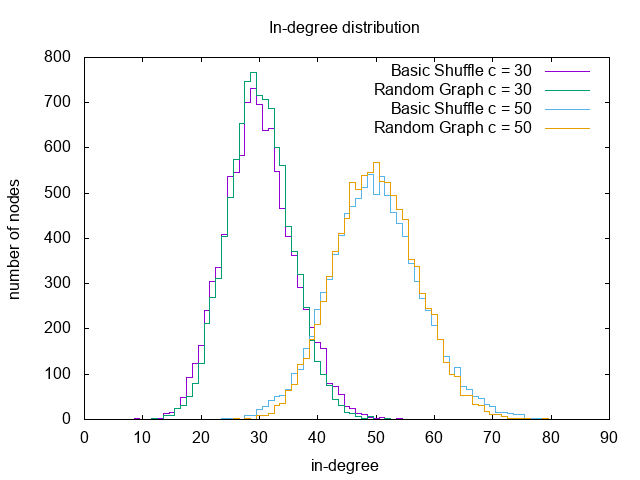 In-degree distribution
800
700
600
500
400
300
200
100
0
number of nodes
Basic Shuffle c = 30
Random Graph c = 30
Basic Shuffle c = 50
Random Graph c = 50
0 10 20 30 40 50 60 70 80 90
in-degree